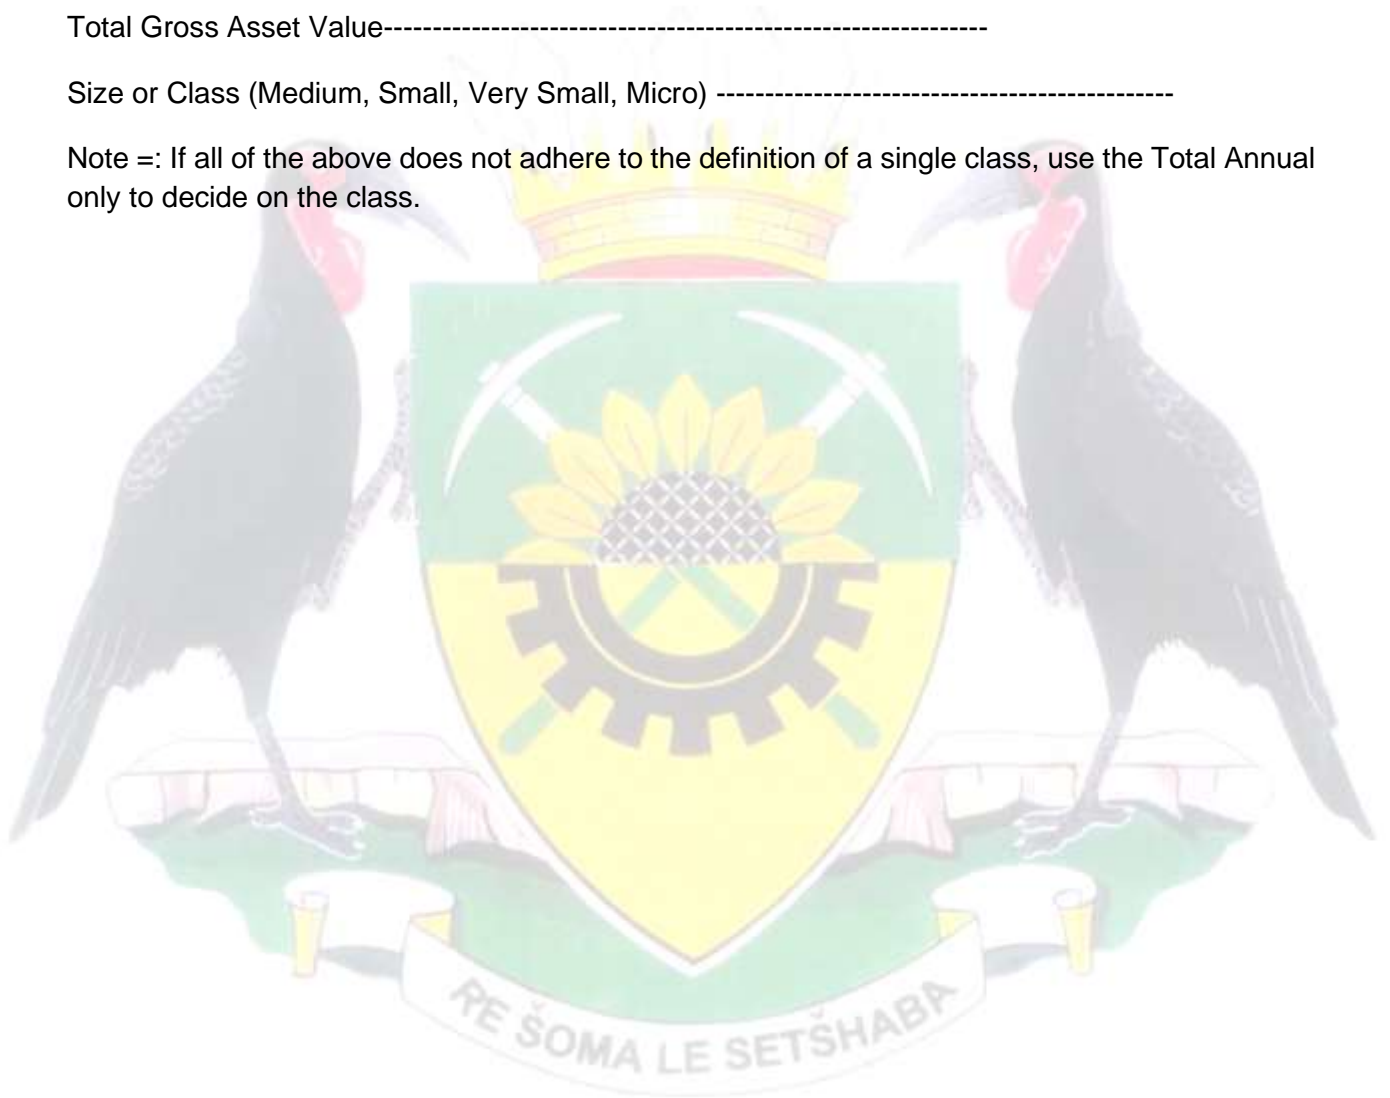 Total Gross Asset Value--------------------------------------------------------------
Size or Class (Medium, Small, Very Small, Micro) -----------------------------------------------
Note =: If all of the above does not adhere to the definition of a single class, use the Total Annual
only to decide on the class.
RE ŠOMA LE SETŠHABA